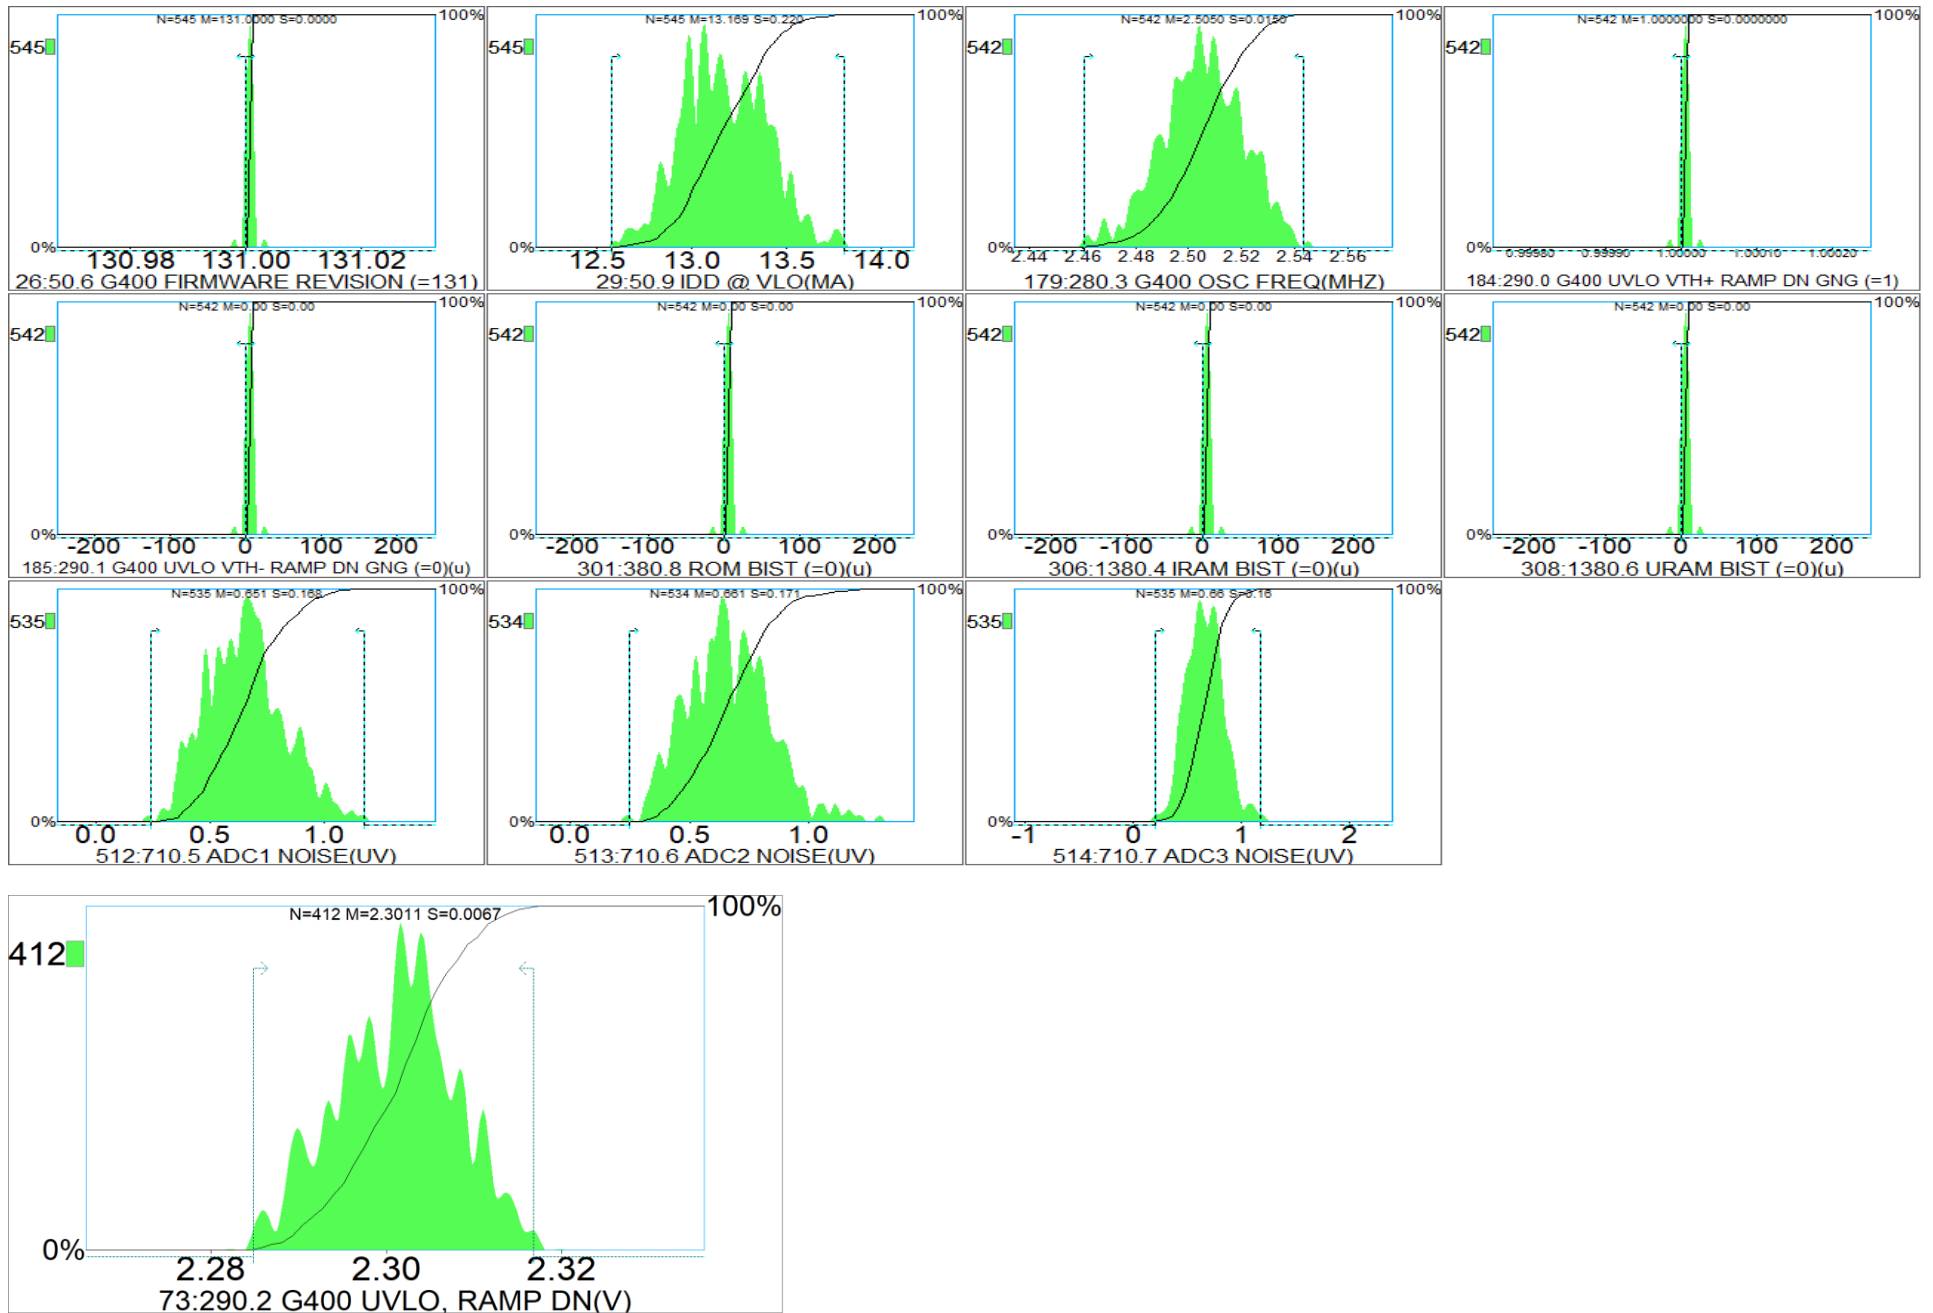 N=545 M=131.0000 S=0.0000
100%
545
0%
130.98 131.00 131.02
26:50.6 G400 FIRMWARE REVISION (=131)
N=545 M=13.169 S=0.220
100%
545
0%
12.5 13.0 13.5 14.0
29:50.9 IDD @ VLO(MA)
N=542 M=2.5050 S=0.0150
100%
542
0%
2.44 2.46 2.48 2.50 2.52 2.54 2.56
179:280.3 G400 OSC FREQ(MHZ)
N=542 M=1.0000000 S=0.0000000
100%
542
0%
0.99980 0.99990 1.00000 1.00010 1.00020
184:290.0 G400 UVLO VTH+ RAMP DN GNG (=1)
N=542 M=0.00 S=0.00
100%
542
0%
-200 -100 0 100 200
185:290.1 G400 UVLO VTH- RAMP DN GNG (=0)(u)
N=542 M=0.00 S=0.00
100%
542
0%
-200 -100 0 100 200
301:380.8 ROM BIST (=0)(u)
N=542 M=0.00 S=0.00
100%
542
0%
-200 -100 0 100 200
306:1380.4 IRAM BIST (=0)(u)
N=542 M=0.00 S=0.00
100%
542
0%
-200 -100 0 100 200
308:1380.6 URAM BIST (=0)(u)
N=535 M=0.651 S=0.168
100%
535
0%
0.0 0.5 1.0
512:710.5 ADC1 NOISE(UV)
N=534 M=0.661 S=0.171
100%
534
0%
0.0 0.5 1.0
513:710.6 ADC2 NOISE(UV)
N=535 M=0.66 S=0.16
100%
535
0%
-1 0 1 2
514:710.7 ADC3 NOISE(UV)
N=412 M=2.3011 S=0.0067
100%
412
0%
2.28 2.30 2.32
73:290.2 G400 UVLO, RAMP DN(V)